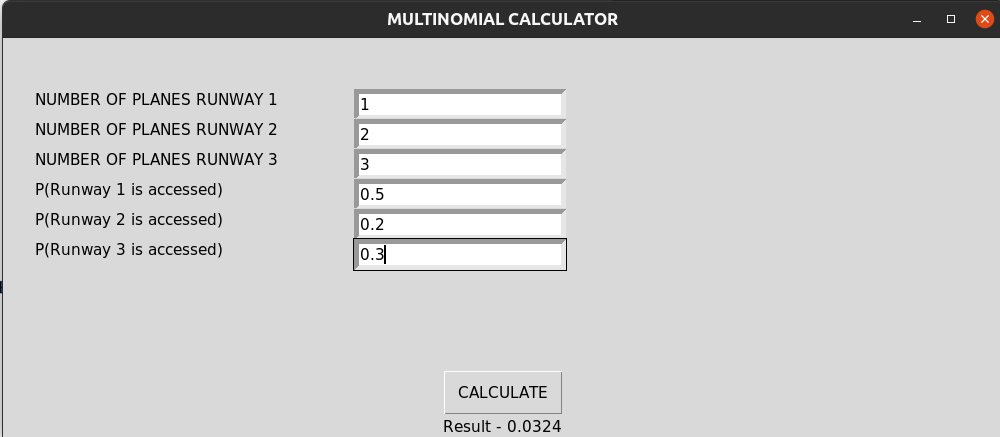 MULTINOMIAL CALCULATOR
NUMBER OF PLANES RUNWAY 1 1
NUMBER OF PLANES RUNWAY 2 2
NUMBER OF PLANES RUNWAY 3 3
P(Runway 1 is accessed) 0.5
P(Runway 2 is accessed) 0.2
P(Runway 3 is accessed) 0.3
CALCULATE
Result - 0.0324